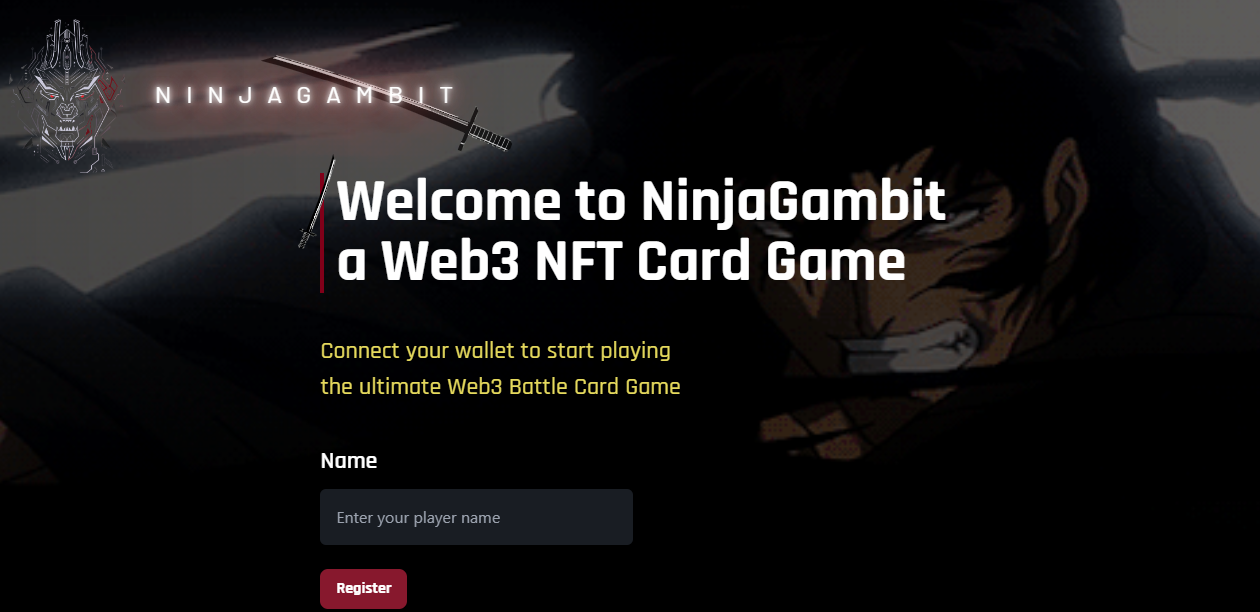 NINJAGAMBIT
Welcome to NinjaGambit
a Web3 NFT Card Game
Connect your wallet to start playing
the ultimate Web3 Battle Card Game
Name
Enter your player name
Register